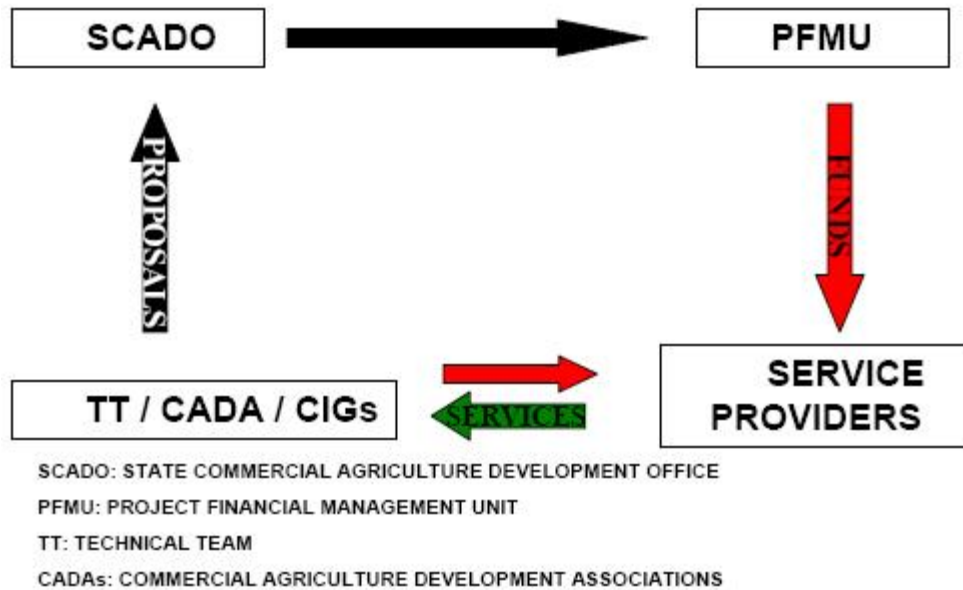 SCADO
PFMU
PROPOSALS
FUNDS
TT / CADA / CIGs
SERVICES
SERVICE
PROVIDERS
SCADO: STATE COMMERCIAL AGRICULTURE DEVELOPMENT OFFICE
PFMU: PROJECT FINANCIAL MANAGEMENT UNIT
TT: TECHNICAL TEAM
CADAs: COMMERCIAL AGRICULTURE DEVELOPMENT ASSOCIATIONS